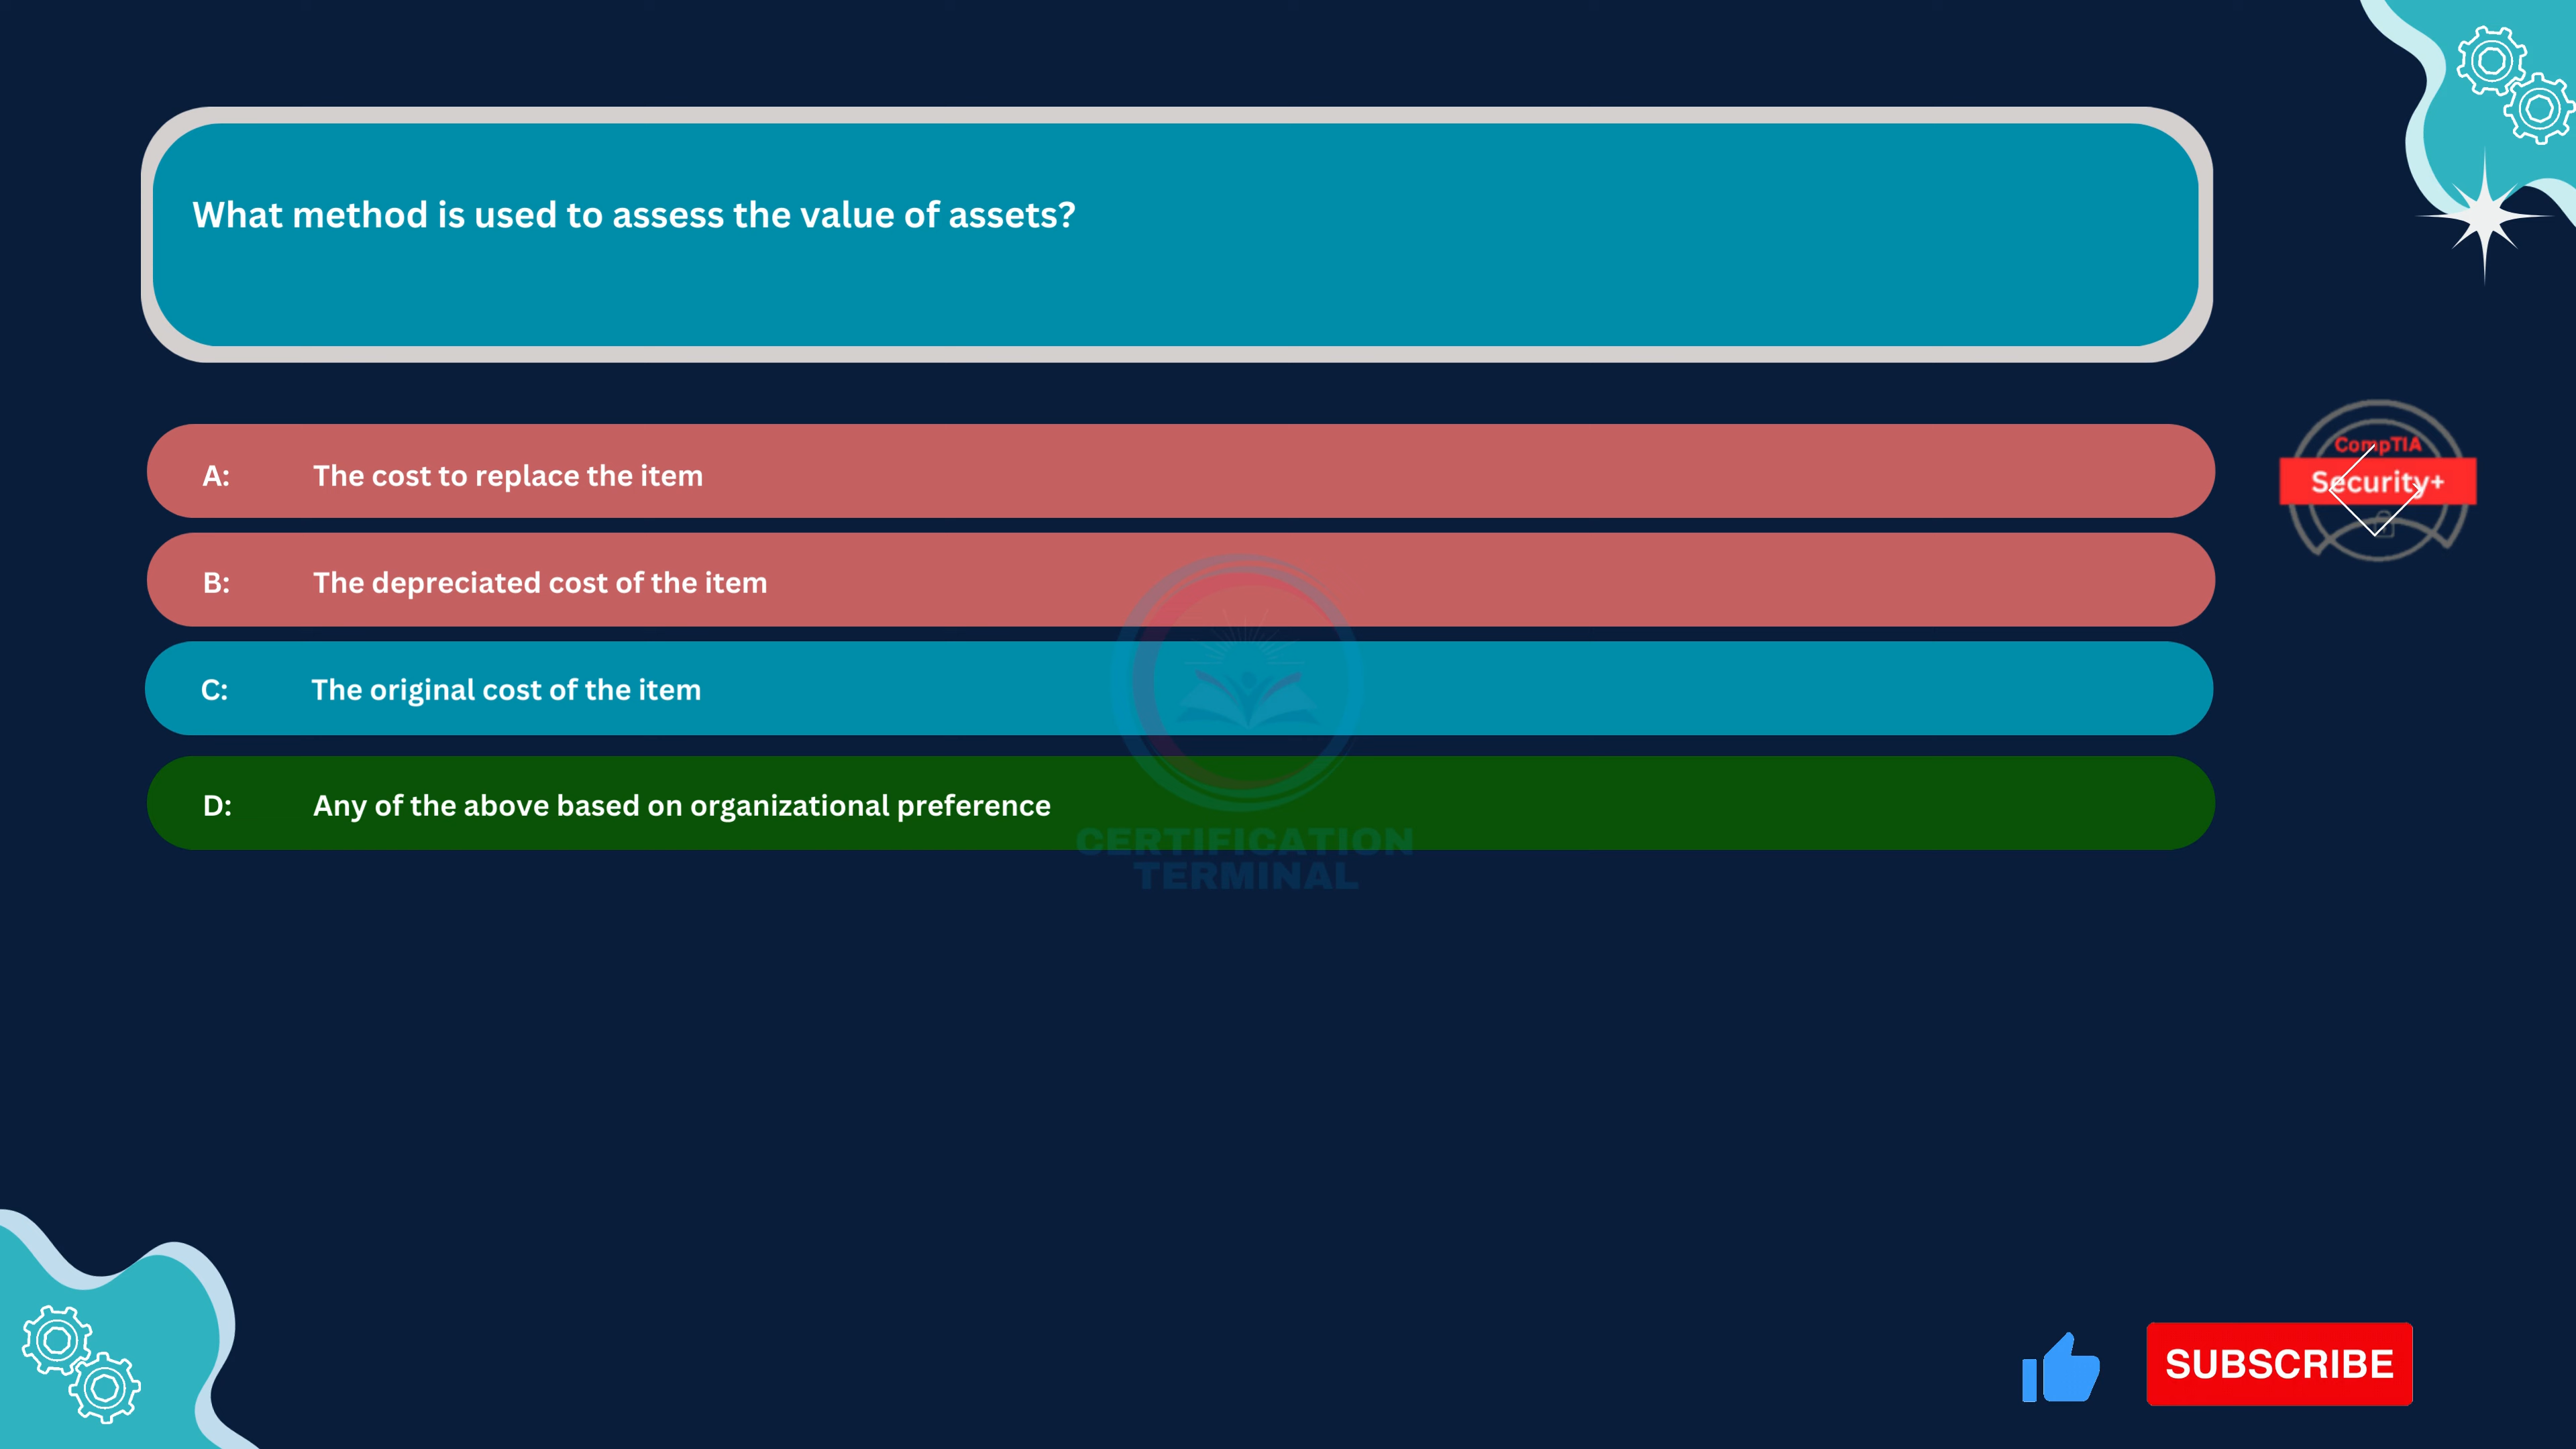 What method is used to assess the value of assets?
A: The cost to replace the item
CompTIA
Security+
B: The depreciated cost of the item
C: The original cost of the item
D: Any of the above based on organizational preference
CERTIFICATION
TERMINAL
SUBSCRIBE